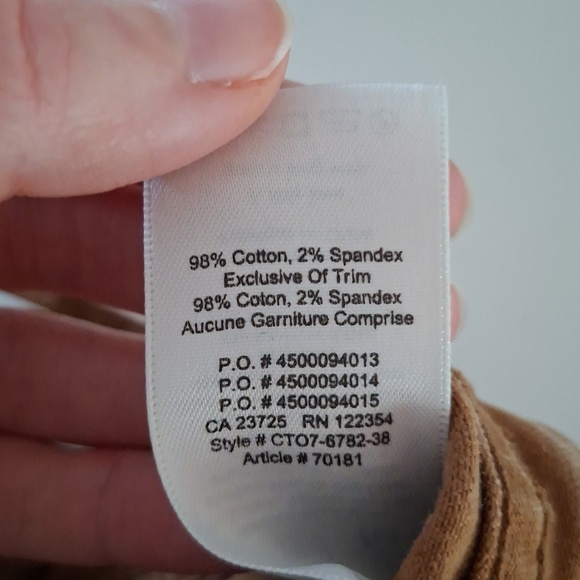 98% Cotton, 2% Spandex
Exclusive Of Trim
98% Coton, 2% Spandex
Aucune Garniture Comprise
P.O. # 4500094013
P.O. # 4500094014
P.O. # 4500094015
CA 23725 RN 122354
Style # CTO7-6782-38
Article # 70181